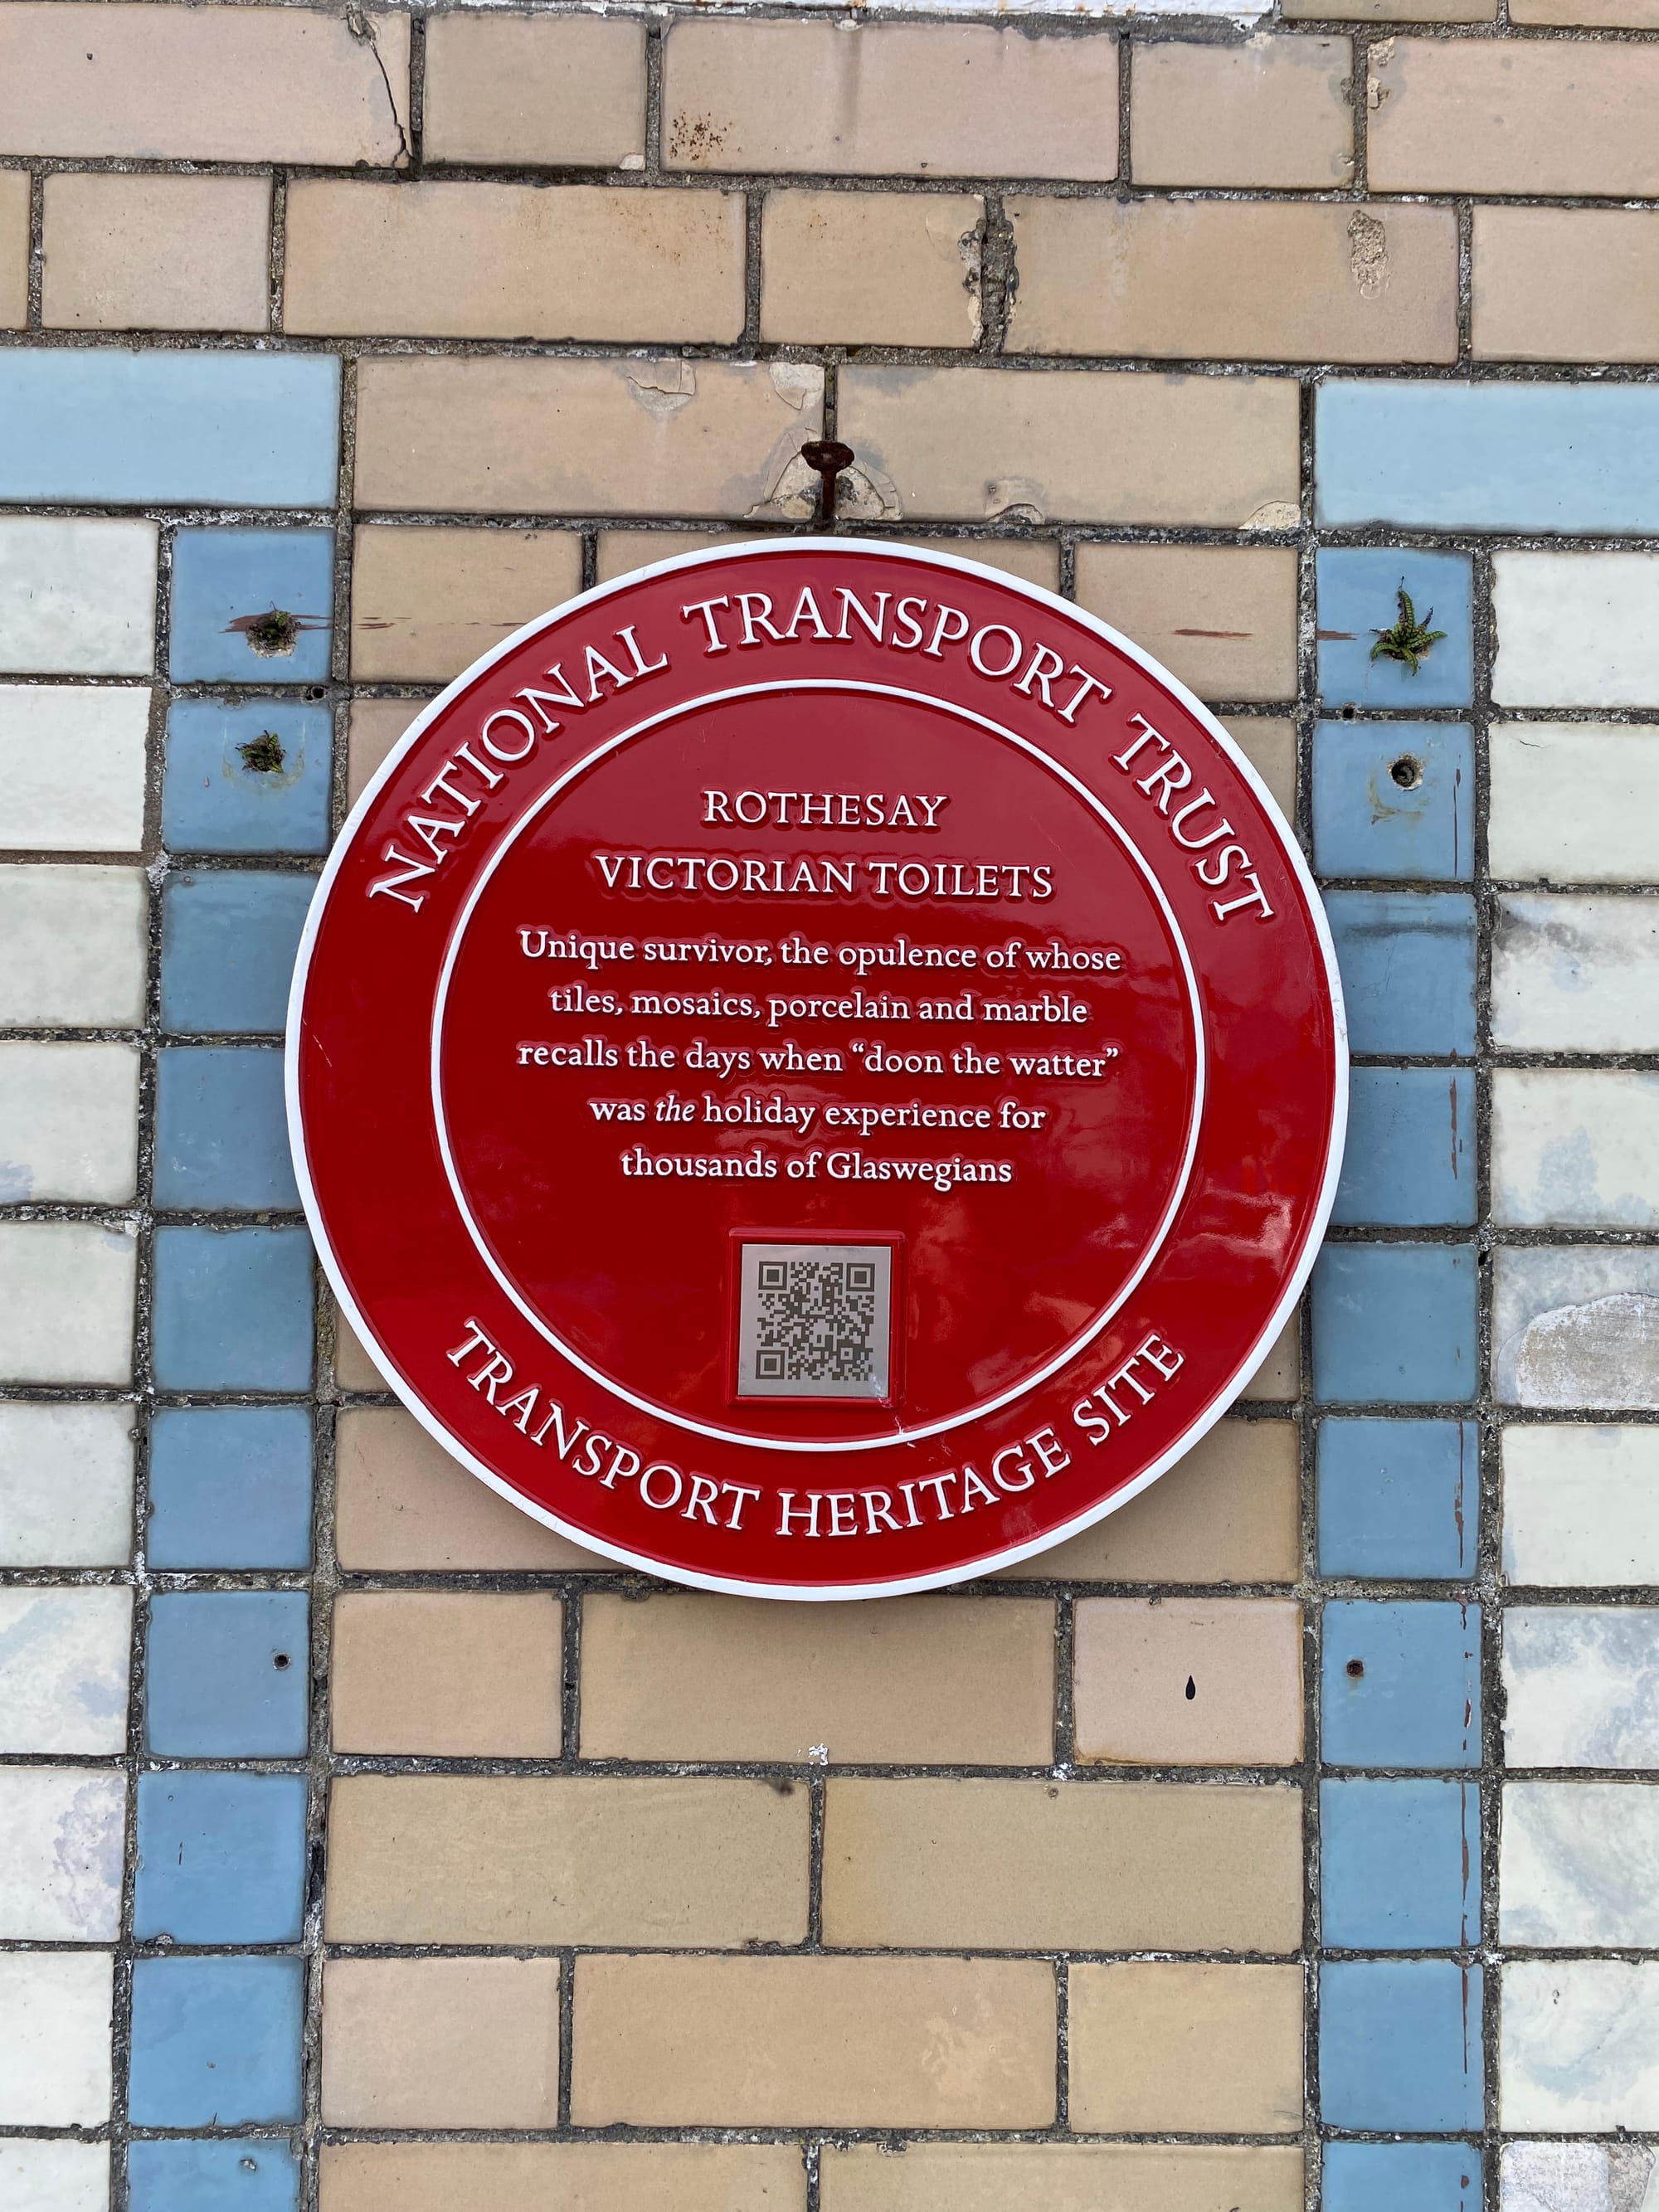 NATIONAL TRANSPORT TRUST
ROTHESAY
VICTORIAN TOILETS
Unique survivor, the opulence of whose
tiles, mosaics, porcelain and marble
recalls the days when “doon the watter”
was the holiday experience for
thousands of Glaswegians
TRANSPORT HERITAGE SITE